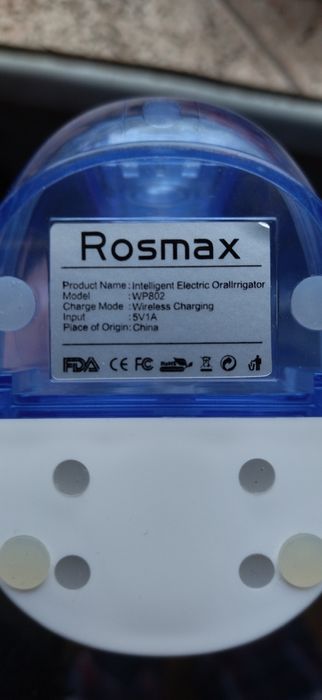 Rosmax
Product Name : Intelligent Electric OralIrrigator
Model : WP802
Charge Mode : Wireless Charging
Input : 5V1A
Place of Origin : China
FDA CE FC RoHS